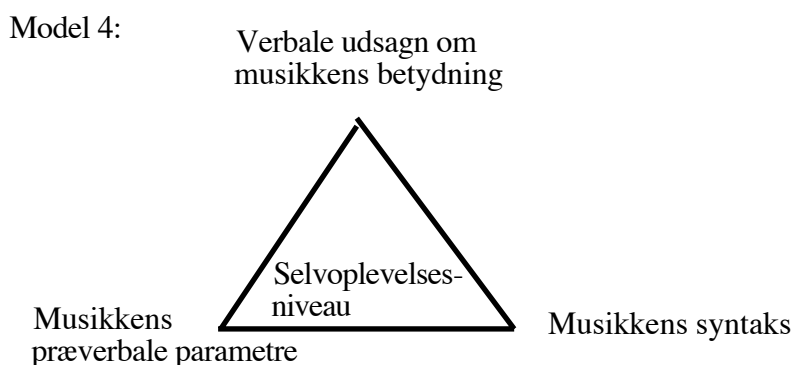 Model 4:
Verbale udsagn om
musikkens betydning
Selvoplevelses-
niveau
Musikkens
præverbale parametre
Musikkens syntaks